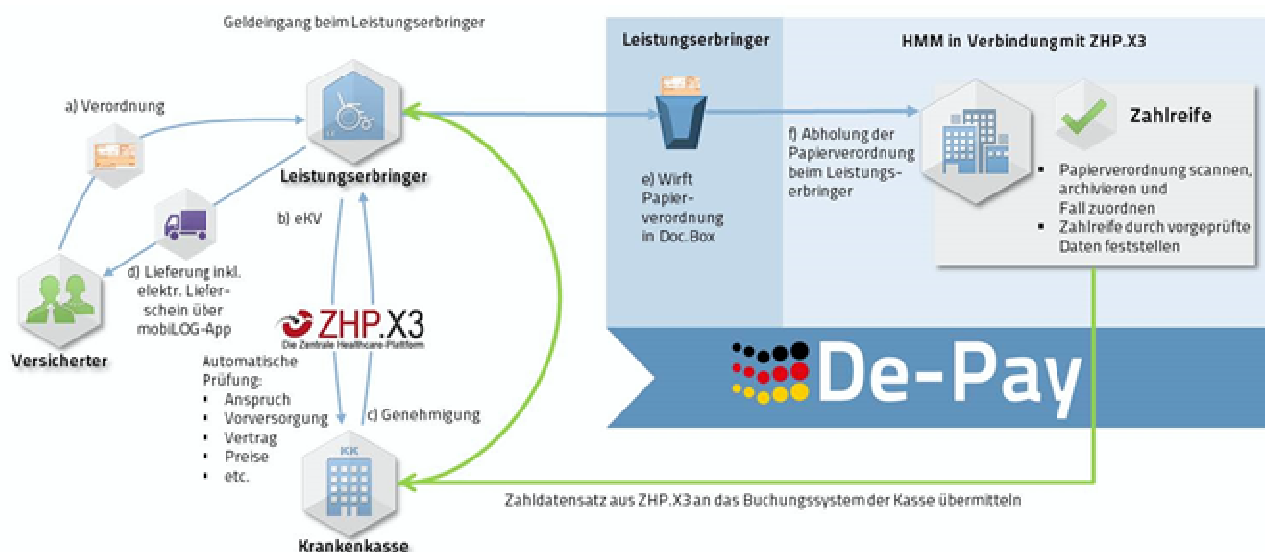 Geldeingang beim Leistungserbringer
a) Verordnung
Leistungserbringer
b) eKV
d) Lieferung inkl.
elektr. Liefer-
schein über
mobiLOG-App
Versicherter
ZHP.X3
Die Zentrale Healthcare-Plattform
Automatische
Prüfung:
▪ Anspruch
▪ Vorversorgung
▪ Vertrag
▪ Preise
▪ etc.
c) Genehmigung
KK
Krankenkasse
Leistungserbringer
e) Wirft
Papier-
verordnung
in Doc.Box
HMM in Verbindungmit ZHP.X3
f) Abholung der
Papierverordnung
beim Leistungs-
erbringer
Zahlreife
▪ Papierverordnung scannen,
archivieren und
Fall zuordnen
▪ Zahlreife durch vorgeprüfte
Daten feststellen
De-Pay
Zahldatensatz aus ZHP.X3 an das Buchungssystem der Kasse übermitteln